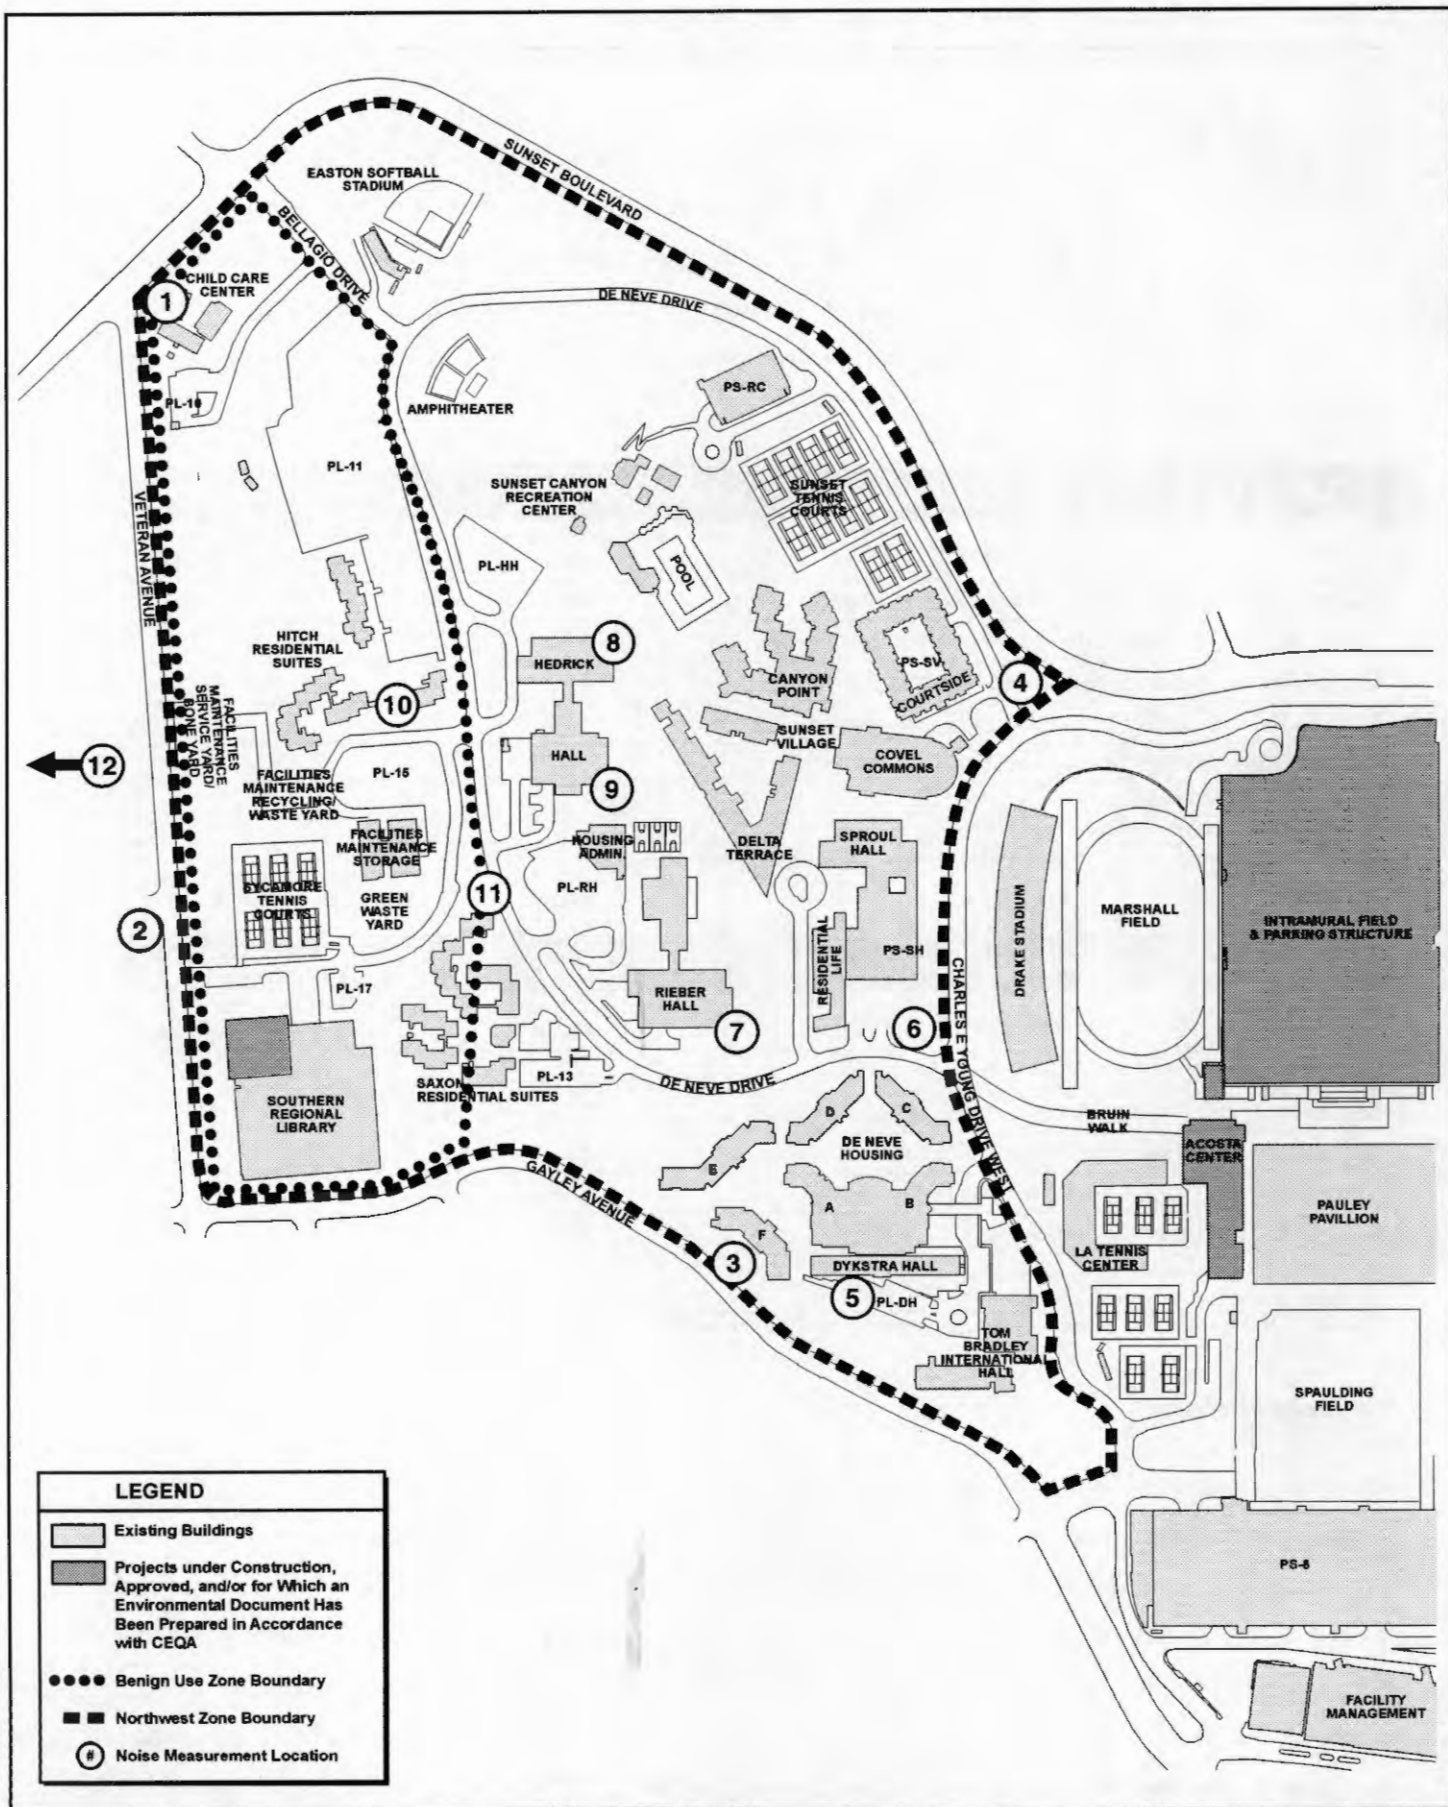 SUNSET BOULEVARD
EASTON SOFTBALL
STADIUM
BELLAGIO DRIVE
CHILD CARE
CENTER
1
DE NEVE DRIVE
PS-RC
AMPHITHEATER
PL-11
VETERAN AVENUE
SUNSET CANYON
RECREATION
CENTER
SUNSET
TENNIS
COURTS
PL-HH
POOL
HITCH
RESIDENTIAL
SUITES
8
HEDRICK
PS-SV
COURTSIDE
4
CANYON
POINT
10
FACILITIES
MAINTENANCE
SERVICE YARD/
BONE YARD
SUNSET
VILLAGE
HALL
COVEL
COMMONS
12
PL-15
FACILITIES
MAINTENANCE
RECYCLING/
WASTE YARD
9
FACILITIES
MAINTENANCE
STORAGE
HOUSING
ADMIN.
DELTA
TERRACE
SPROUL
HALL
SYCAMORE
TENNIS
COURTS
GREEN
WASTE
YARD
11
PL-RH
2
MARSHALL
FIELD
INTRAMURAL FIELD
& PARKING STRUCTURE
DRAKE STADIUM
RESIDENTIAL
LIFE
PS-SH
PL-17
RIEBER
HALL
7
6
CHARLES E YOUNG DRIVE WEST
SOUTHERN
REGIONAL
LIBRARY
SAXON
RESIDENTIAL SUITES
PL-13
DE NEVE DRIVE
D
C
DE NEVE
HOUSING
BRUIN
WALK
ACOSTA
CENTER
E
GAYLEY AVENUE
A
B
PAULEY
PAVILLION
F
LA TENNIS
CENTER
3
DYKSTRA HALL
5
PL-DH
TOM
BRADLEY
INTERNATIONAL
HALL
SPAULDING
FIELD
PS-8
FACILITY
MANAGEMENT
LEGEND
Existing Buildings
Projects under Construction,
Approved, and/or for Which an
Environmental Document Has
Been Prepared in Accordance
with CEQA
Benign Use Zone Boundary
Northwest Zone Boundary
# Noise Measurement Location